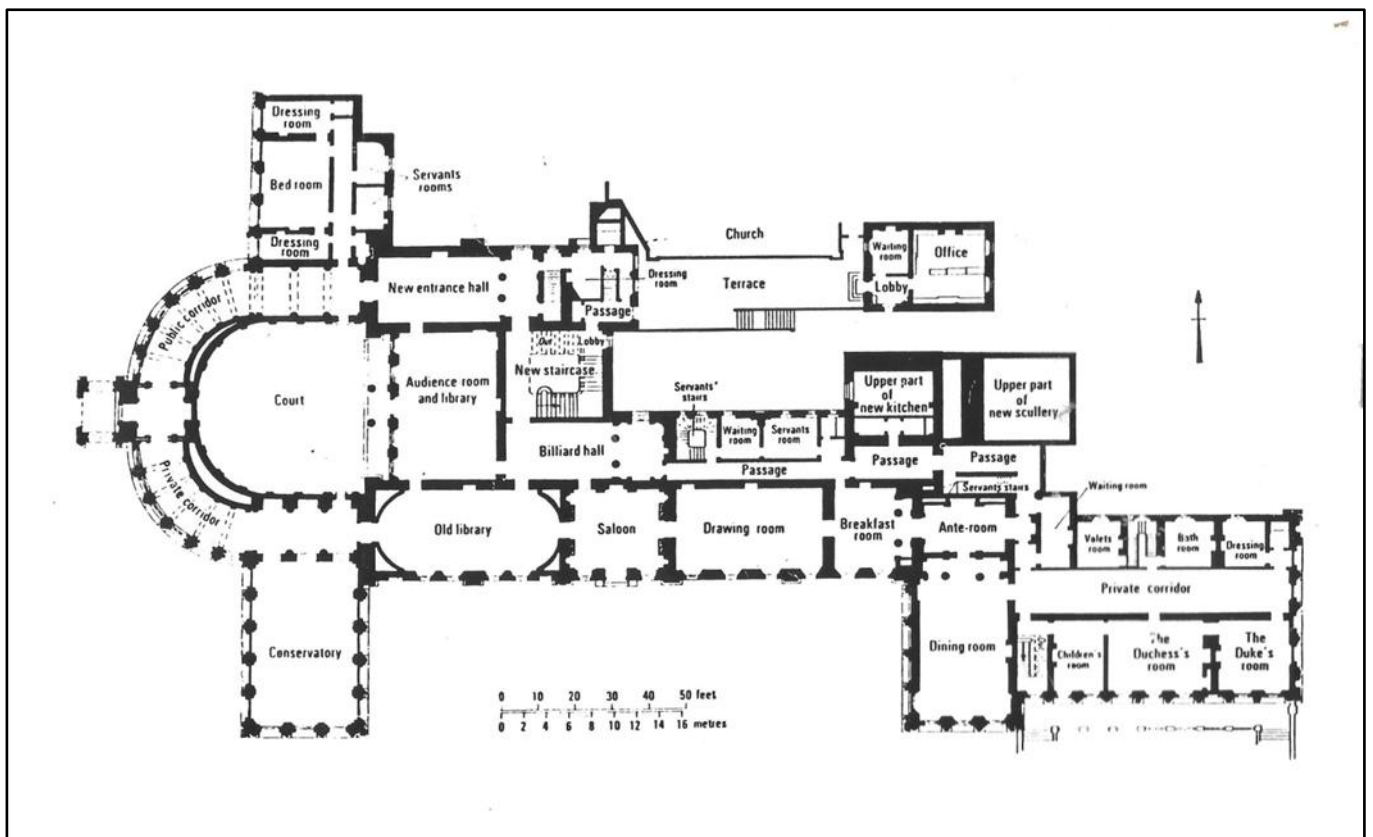 Dressing
room
Bed room
Servants
rooms
Dressing
room
Public corridor
New entrance hall
Dressing
room
Passage
Church
Terrace
Waiting
room
Office
Lobby
Court
Audience room
and library
Out
Lobby
New staircase
Servants'
stairs
Billiard hall
Waiting
room
Servants
room
Passage
Upper part
of
new kitchen
Passage
Upper part
of
new scullery
Passage
Servants stairs
Waiting room
Private corridor
Old library
Saloon
Drawing room
Breakfast
room
Ante-room
Valets
room
Bath
room
Dressing
room
Private corridor
Conservatory
Dining room
Children's
room
The
Duchess's
room
The
Duke's
room
0 10 20 30 40 50 feet
0 2 4 6 8 10 12 14 16 metres